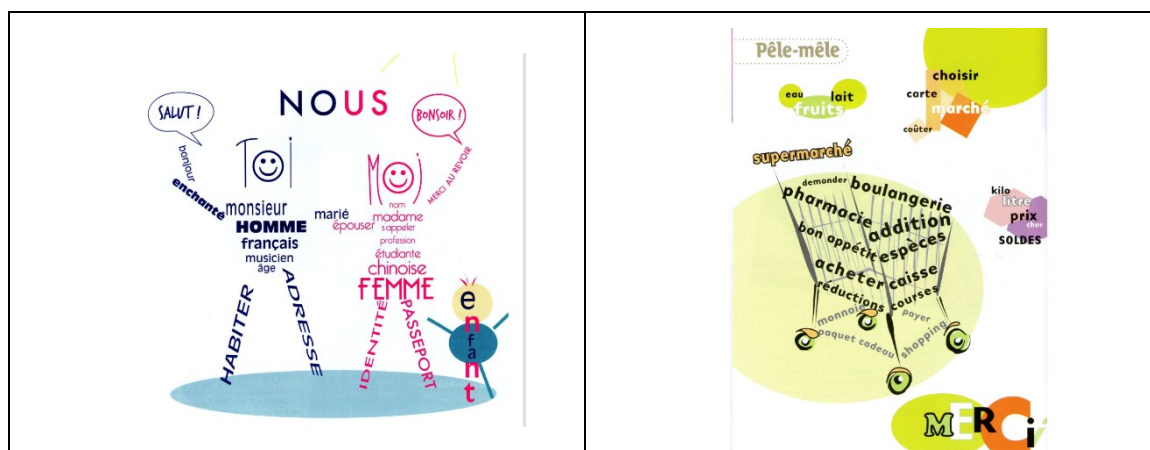 NOUS
SALUT !
BONSOIR !
bonjour
enchanté
Toi
Moi
MERCI AU REVOIR
monsieur
HOMME
français
musicien
âge
HABITER
ADRESSE
marié
épouser
nom
madame
s'appeler
profession
étudiante
chinoise
FEMME
IDENTITÉ
PASSEPORT
enfant
Pêle-mêle
eau
lait
fruits
choisir
carte
marché
coûter
supermarché
demander
boulangerie
pharmacie
addition
bon appétit
espèces
acheter
caisse
réductions
courses
monnaie
payer
paquet cadeau
shopping
kilo
litre
prix
cher
SOLDES
MERCi